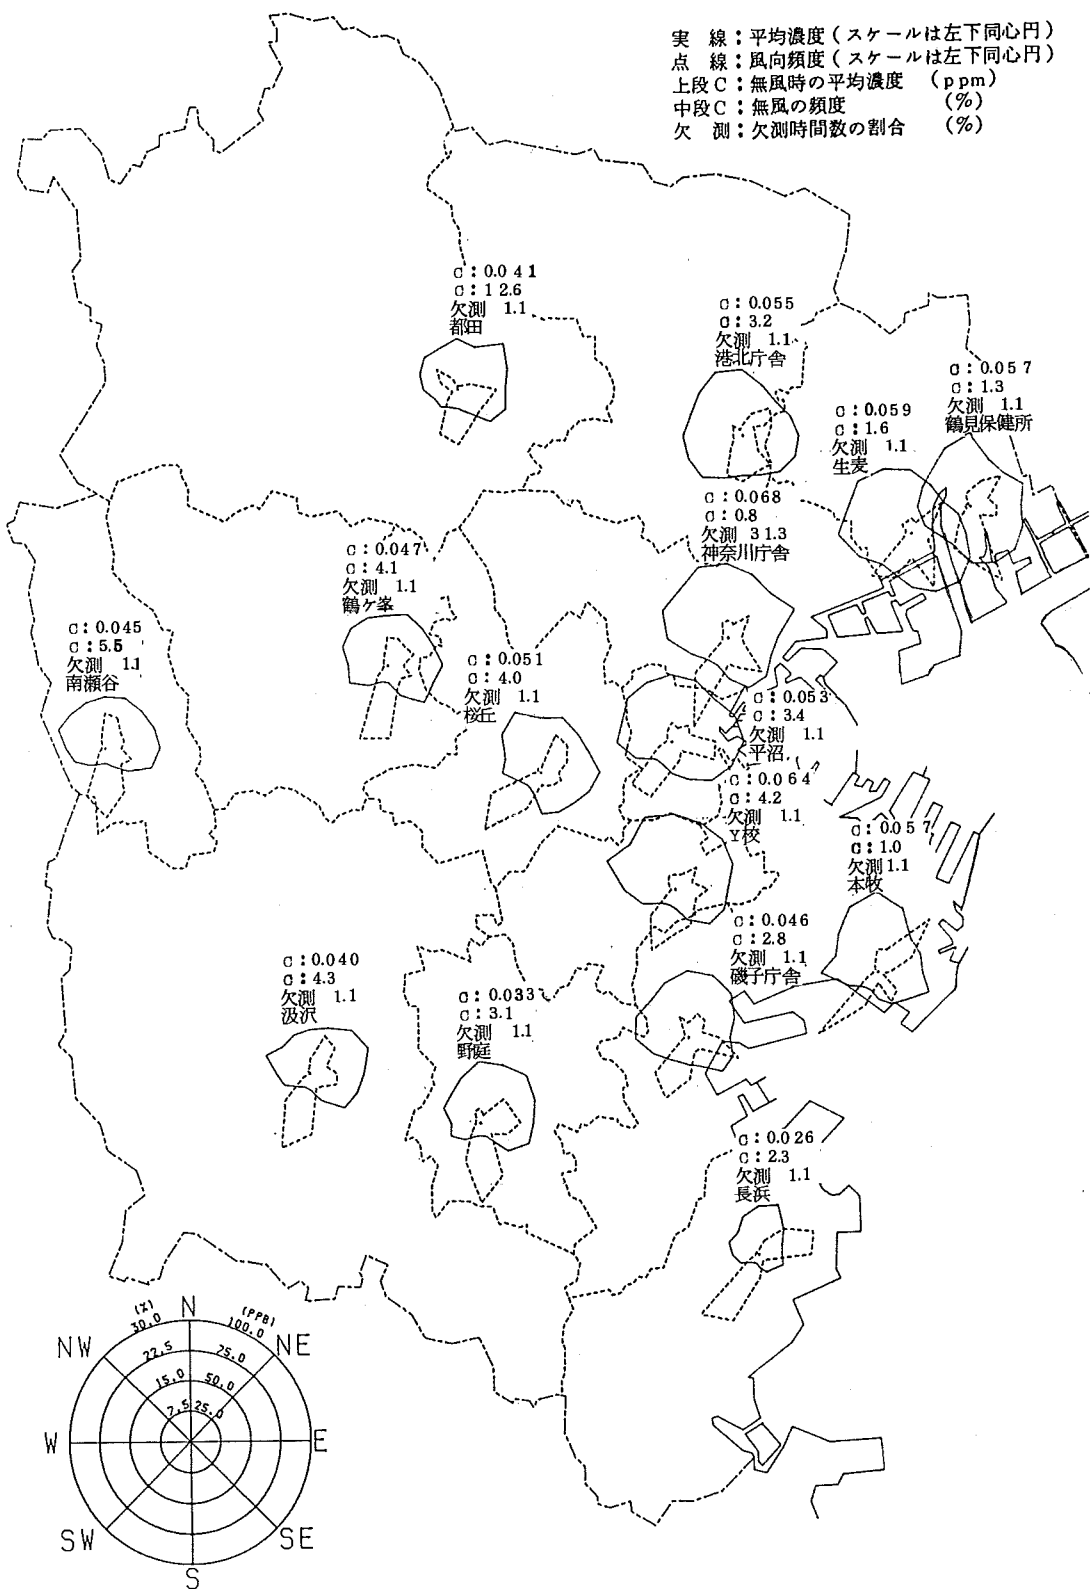 実 線：平均濃度（スケールは左下同心円）
点 線：風向頻度（スケールは左下同心円）
上段C：無風時の平均濃度 （ppm）
中段C：無風の頻度 （%）
欠 測：欠測時間数の割合 （%）
C：0.041
C：12.6
欠測 1.1
都田
C：0.055
C：3.2
欠測 1.1
港北庁舎
C：0.057
C：1.3
欠測 1.1
鶴見保健所
C：0.059
C：1.6
欠測 1.1
生麦
C：0.068
C：0.8
欠測 31.3
神奈川庁舎
C：0.047
C：4.1
欠測 1.1
鶴ケ峯
C：0.045
C：5.5
欠測 1.1
南瀬谷
C：0.051
C：4.0
欠測 1.1
桜丘
C：0.053
C：3.4
欠測 1.1
平沼
C：0.064
C：4.2
欠測 1.1
Y校
C：0.057
C：1.0
欠測 1.1
本牧
C：0.046
C：2.8
欠測 1.1
磯子庁舎
C：0.040
C：4.3
欠測 1.1
汲沢
C：0.033
C：3.1
欠測 1.1
野庭
C：0.026
C：2.3
欠測 1.1
長浜
(%) N (PPB)
30.0 100.0
NW NE
22.5 75.0
15.0 50.0
7.5 25.0
W E
SW SE
S